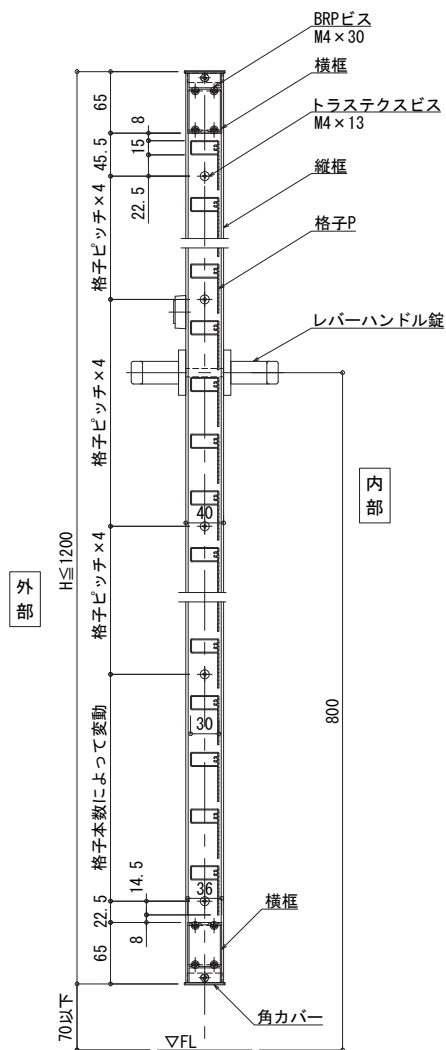 BRPビス
M4×30
横框
トラステクスビス
M4×13
縦框
格子P
レバーハンドル錠
65
8
15
45.5
22.5
格子ピッチ×4
格子ピッチ×4
格子ピッチ×4
H≦1200
40
内部
外部
800
30
格子本数によって変動
14.5
36
22.5
8
65
横框
角カバー
70以下
▽FL